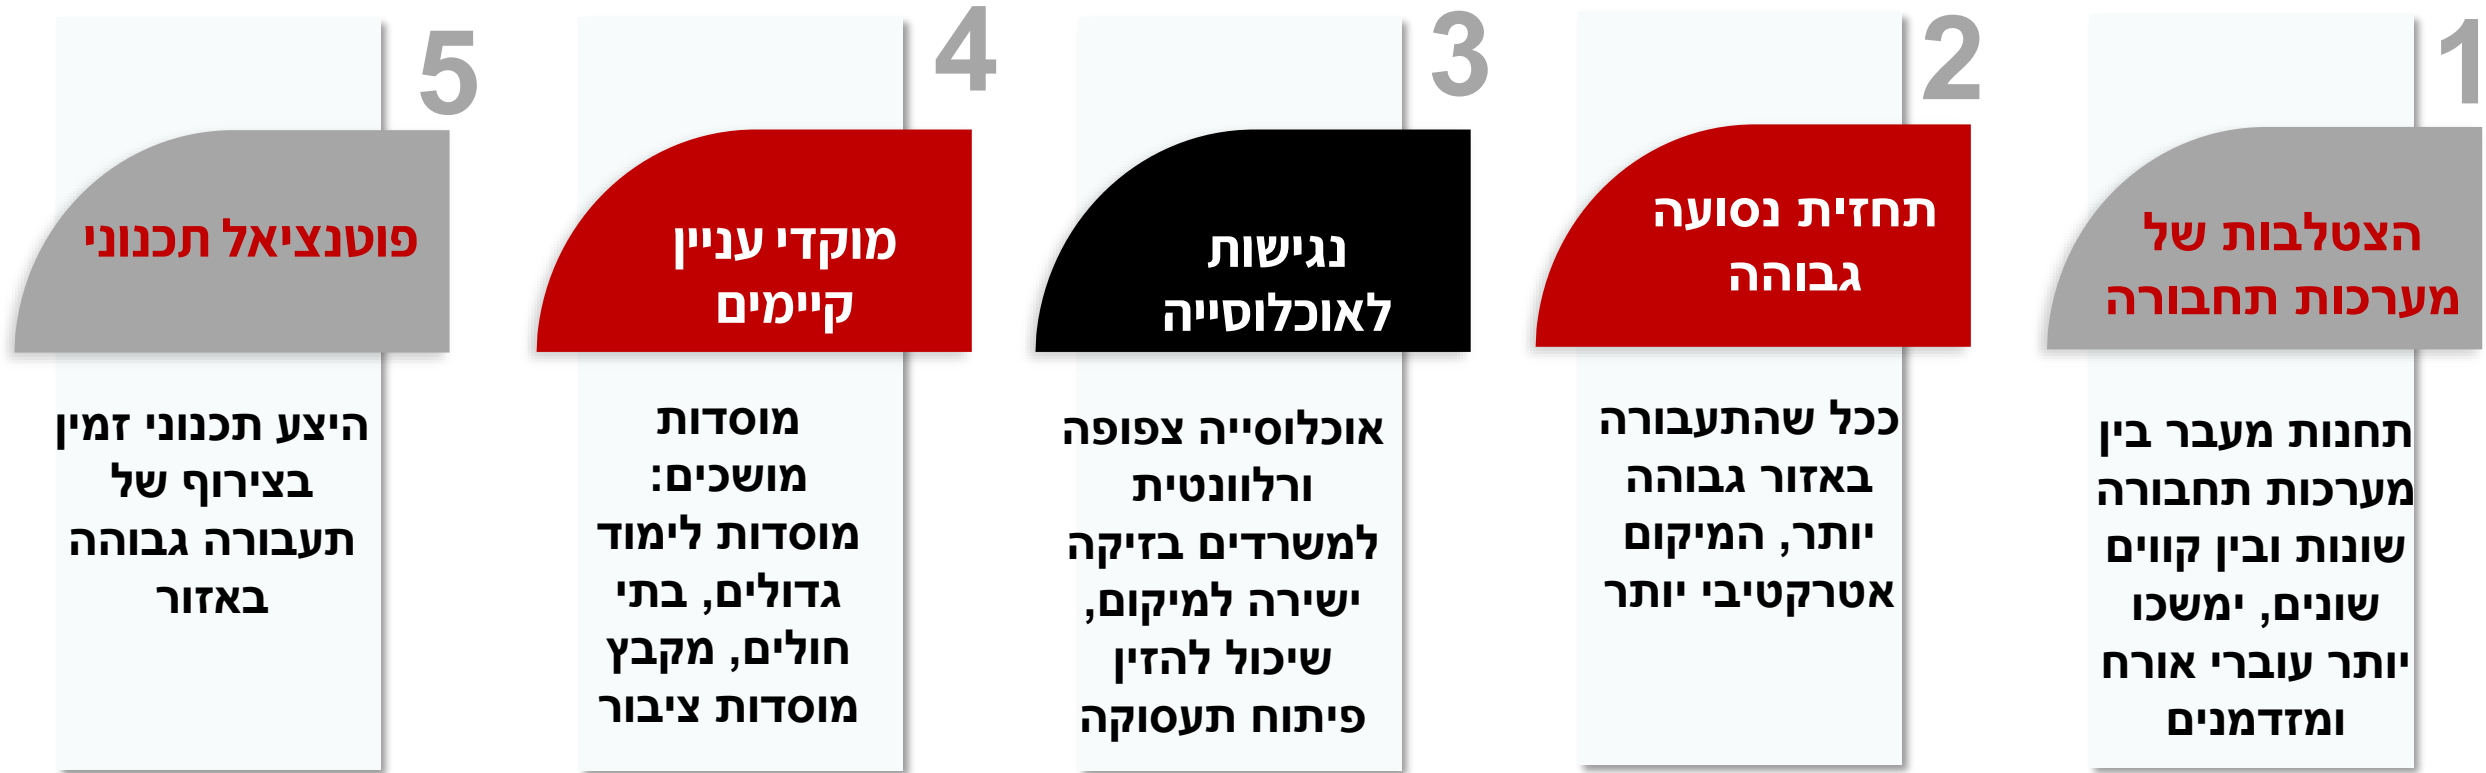 1
הצטלבות של
מערכות תחבורה
תחנות מעבר בין
מערכות תחבורה
שונות ובין קווים
שונים, ימשכו
יותר עוברי אורח
ומזדמנים
2
תחזית נסועה
גבוהה
ככל שהתעבורה
באזור גבוהה
יותר, המיקום
אטרקטיבי יותר
3
נגישות
לאוכלוסייה
אוכלוסייה צפופה
ורלוונטית
למשרדים בזיקה
ישירה למיקום,
שיכול להזין
פיתוח תעסוקה
4
מוקדי עניין
קיימים
מוסדות
מושכים:
מוסדות לימוד
גדולים, בתי
חולים, מקבץ
מוסדות ציבור
5
פוטנציאל תכנוני
היצע תכנוני זמין
בצירוף של
תעבורה גבוהה
באזור